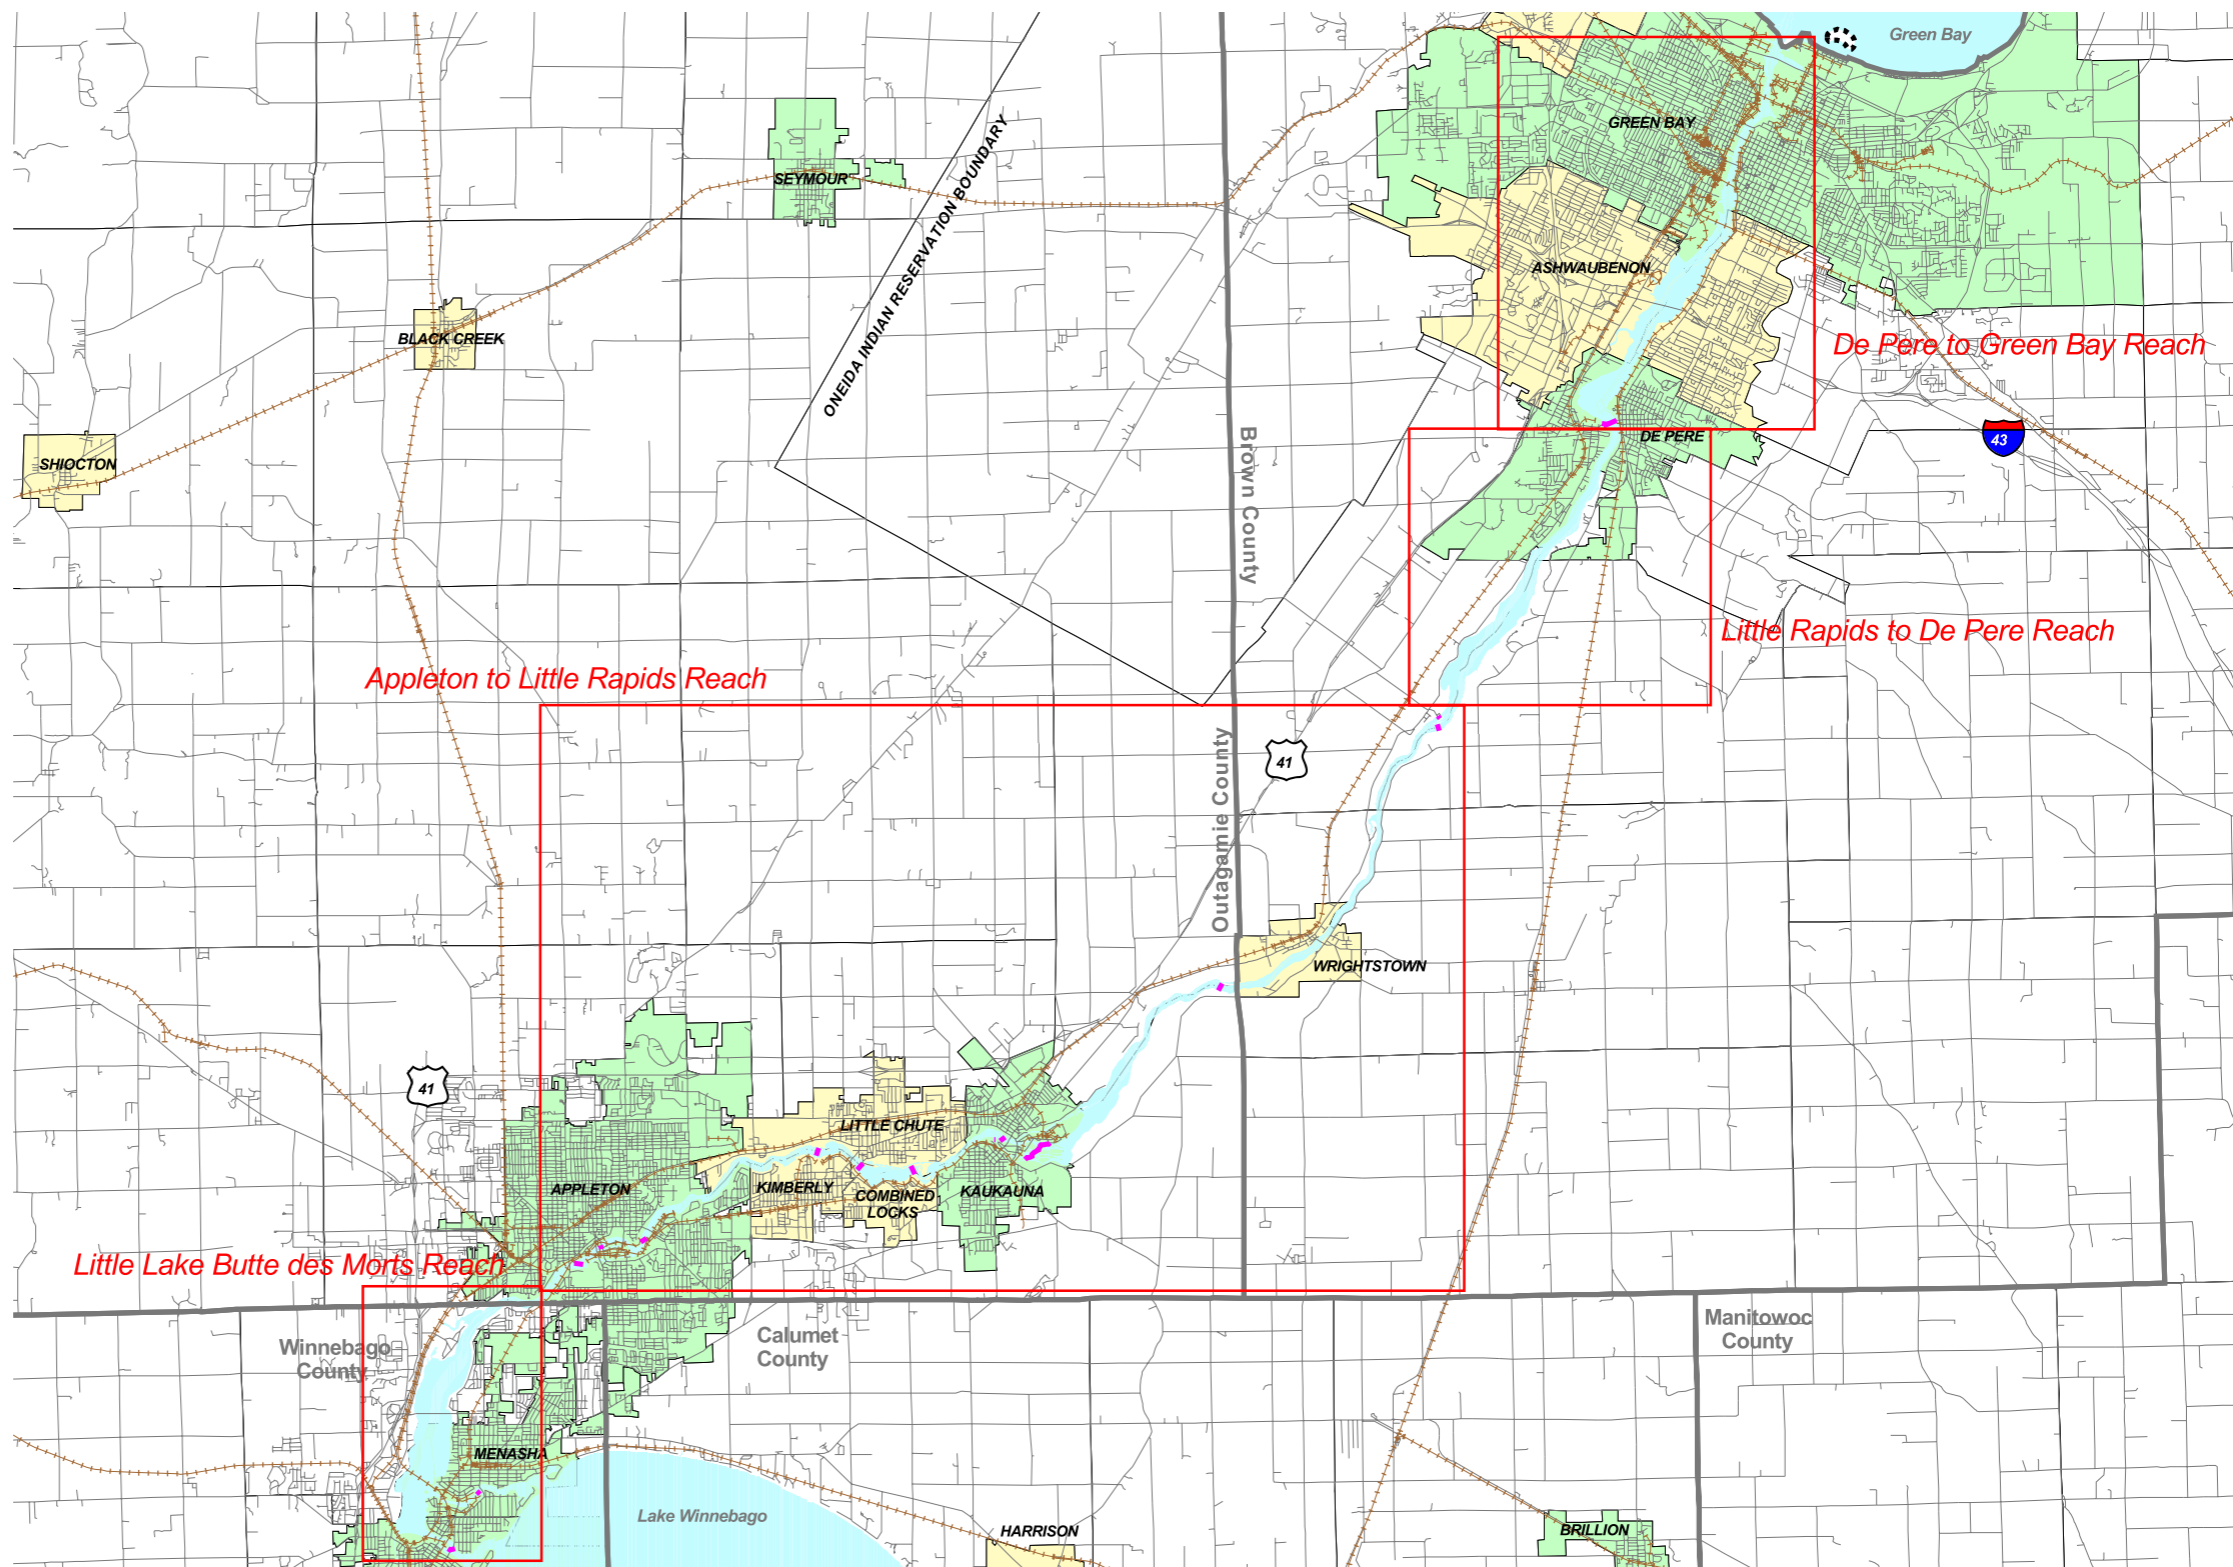 Green Bay
GREEN BAY
SEYMOUR
ONEIDA INDIAN RESERVATION BOUNDARY
ASHWAUBENON
BLACK CREEK
De Pere to Green Bay Reach
SHIOCTON
DE PERE
43
Brown County
Little Rapids to De Pere Reach
Appleton to Little Rapids Reach
41
Outagamie County
WRIGHTSTOWN
41
LITTLE CHUTE
APPLETON
KIMBERLY
COMBINED
LOCKS
KAUKAUNA
Little Lake Butte des Morts Reach
Winnebago
County
Calumet
County
Manitowoc
County
MENASHA
Lake Winnebago
HARRISON
BRILLION